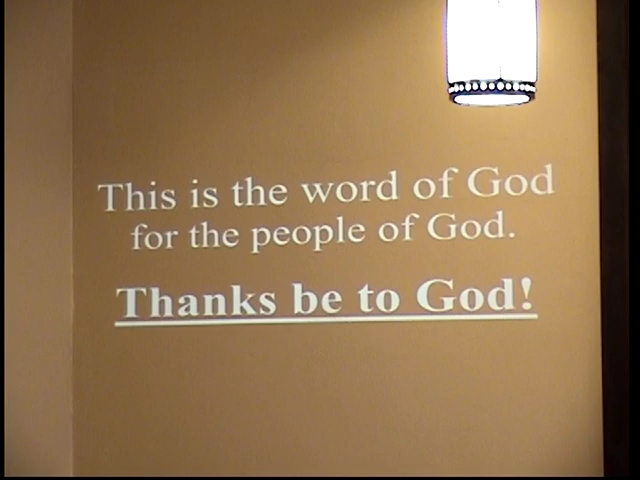 This is the word of God
for the people of God.
Thanks be to God!